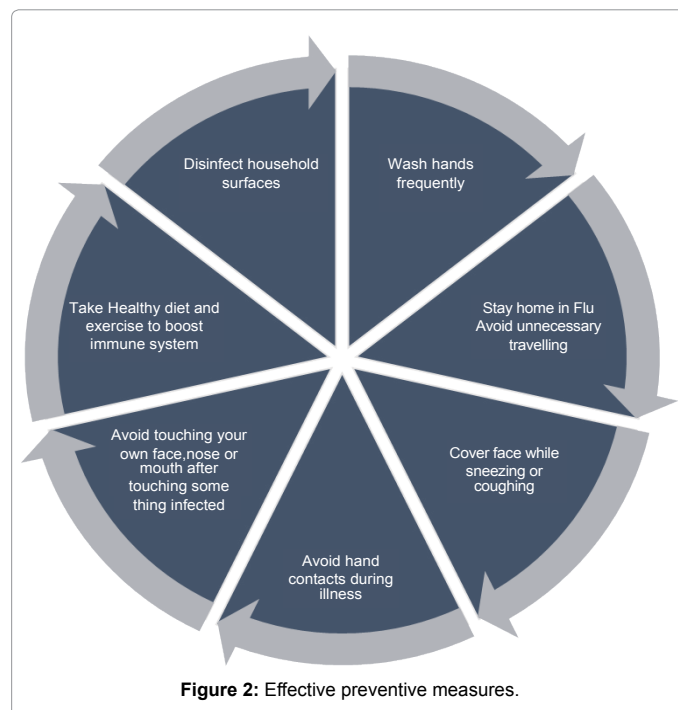 Disinfect household
surfaces
Wash hands
frequently
Stay home in Flu
Avoid unnecessary
travelling
Cover face while
sneezing or
coughing
Avoid hand
contacts during
illness
Avoid touching your
own face,nose or
mouth after
touching some
thing infected
Take Healthy diet and
exercise to boost
immune system
Figure 2: Effective preventive measures.